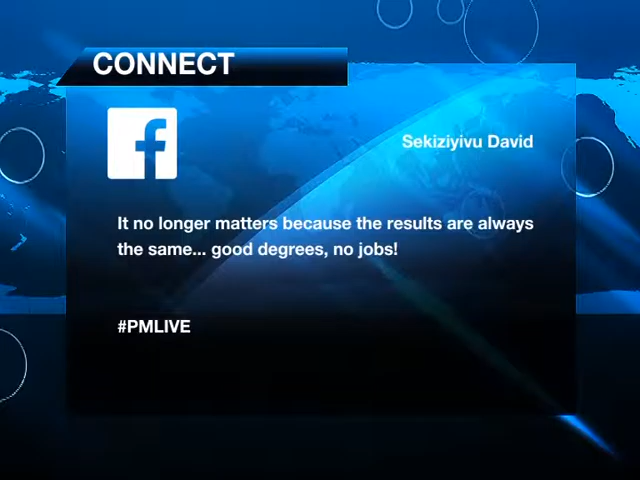 CONNECT
Sekiziyivu David
It no longer matters because the results are always
the same... good degrees, no jobs!
#PMLIVE